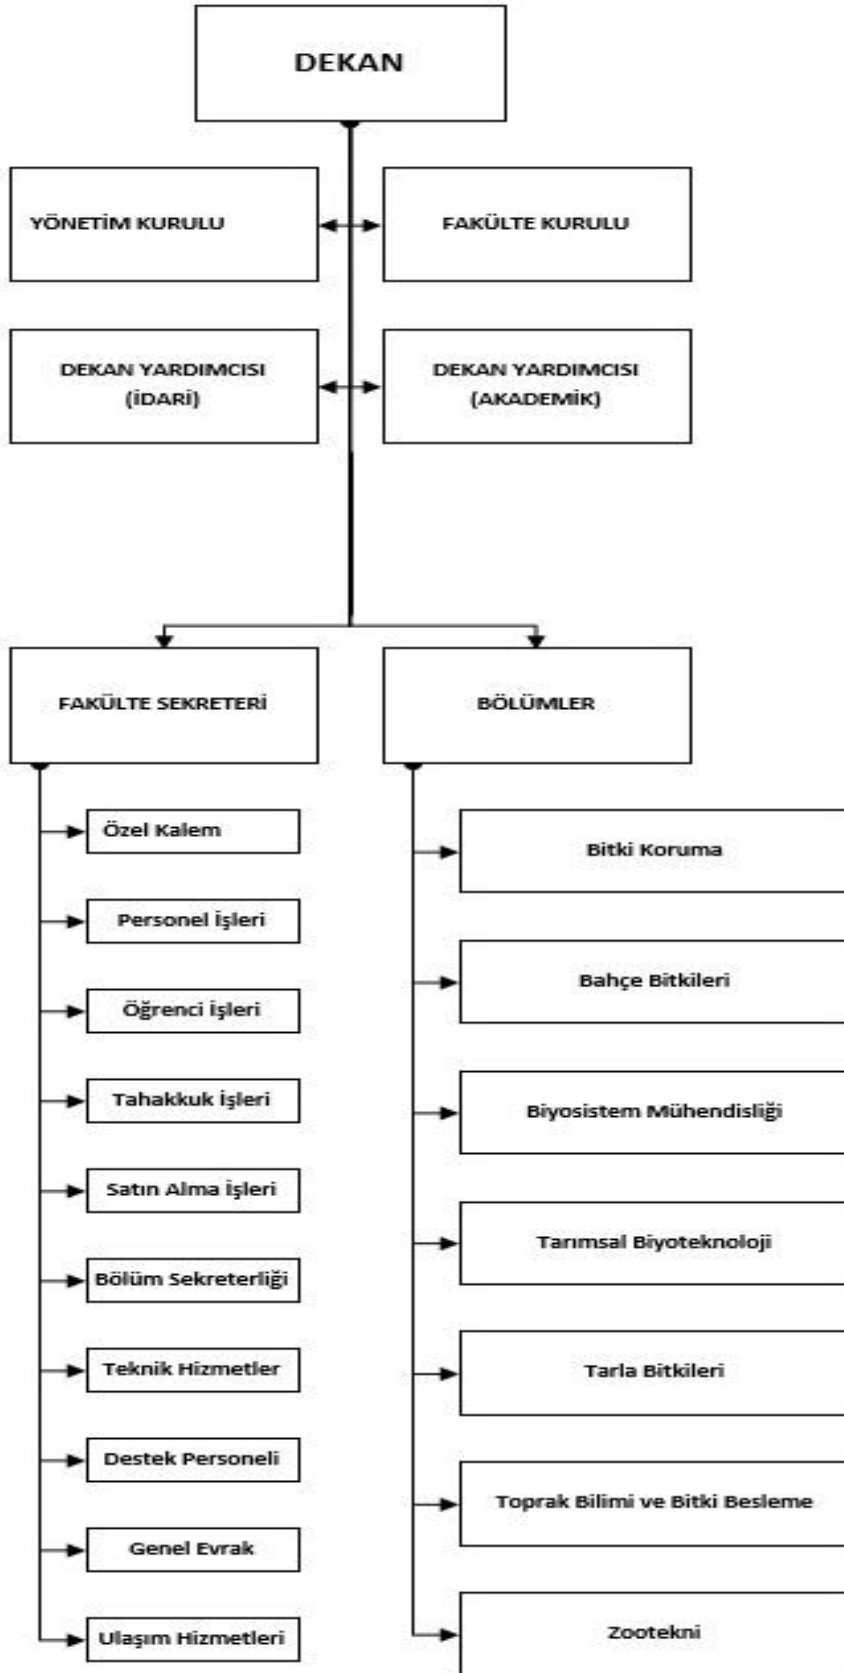 DEKAN
YÖNETİM KURULU
FAKÜLTE KURULU
DEKAN YARDIMCISI
(İDARİ)
DEKAN YARDIMCISI
(AKADEMİK)
FAKÜLTE SEKRETERİ
Özel Kalem
Personel İşleri
Öğrenci İşleri
Tahakkuk İşleri
Satın Alma İşleri
Bölüm Sekreterliği
Teknik Hizmetler
Destek Personeli
Genel Evrak
Ulaşım Hizmetleri
BÖLÜMLER
Bitki Koruma
Bahçe Bitkileri
Biyosistem Mühendisliği
Tarımsal Biyoteknoloji
Tarla Bitkileri
Toprak Bilimi ve Bitki Besleme
Zootekni